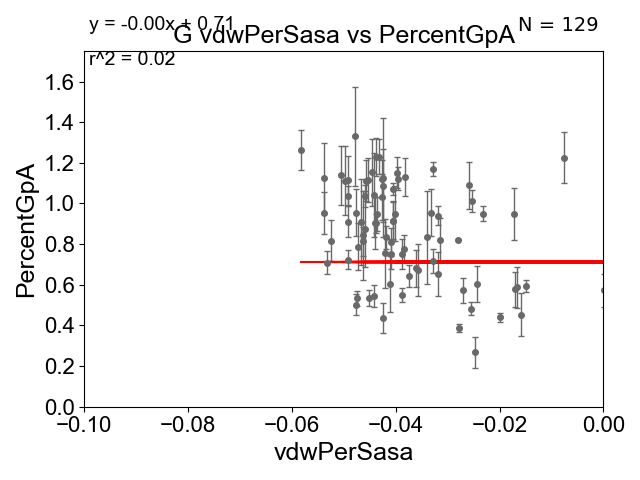 y = -0.00x + 0.71
N = 129
G vdwPerSasa vs PercentGpA
r^2 = 0.02
PercentGpA
1.6
1.4
1.2
1.0
0.8
0.6
0.4
0.2
0.0
−0.10 −0.08 −0.06 −0.04 −0.02 0.00
vdwPerSasa